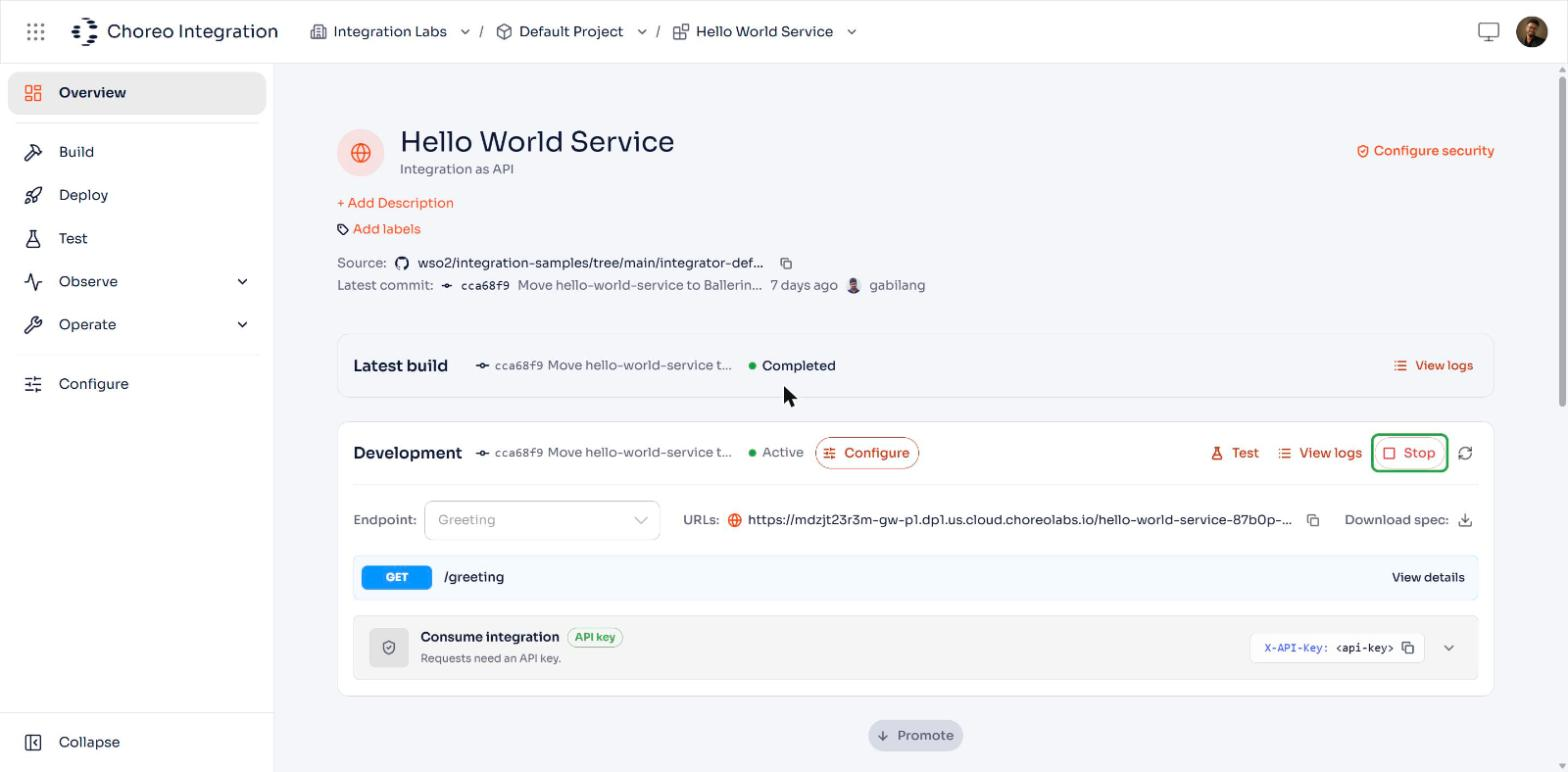 Choreo Integration
Integration Labs / Default Project / Hello World Service
Overview
Build
Deploy
Test
Observe
Operate
Configure
Collapse
Hello World Service
Integration as API
Configure security
+ Add Description
Add labels
Source: wso2/integration-samples/tree/main/integrator-def...
Latest commit: cca68f9 Move hello-world-service to Ballerin... 7 days ago gabilang
Latest build cca68f9 Move hello-world-service t... Completed View logs
Development cca68f9 Move hello-world-service t... Active Configure Test View logs Stop
Endpoint: Greeting URLs: https://mdzjt23r3m-gw-p1.dp1.us.cloud.choreolabs.io/hello-world-service-87b0p-... Download spec:
GET /greeting View details
Consume integration API key
Requests need an API key.
X-API-Key: <api-key>
Promote